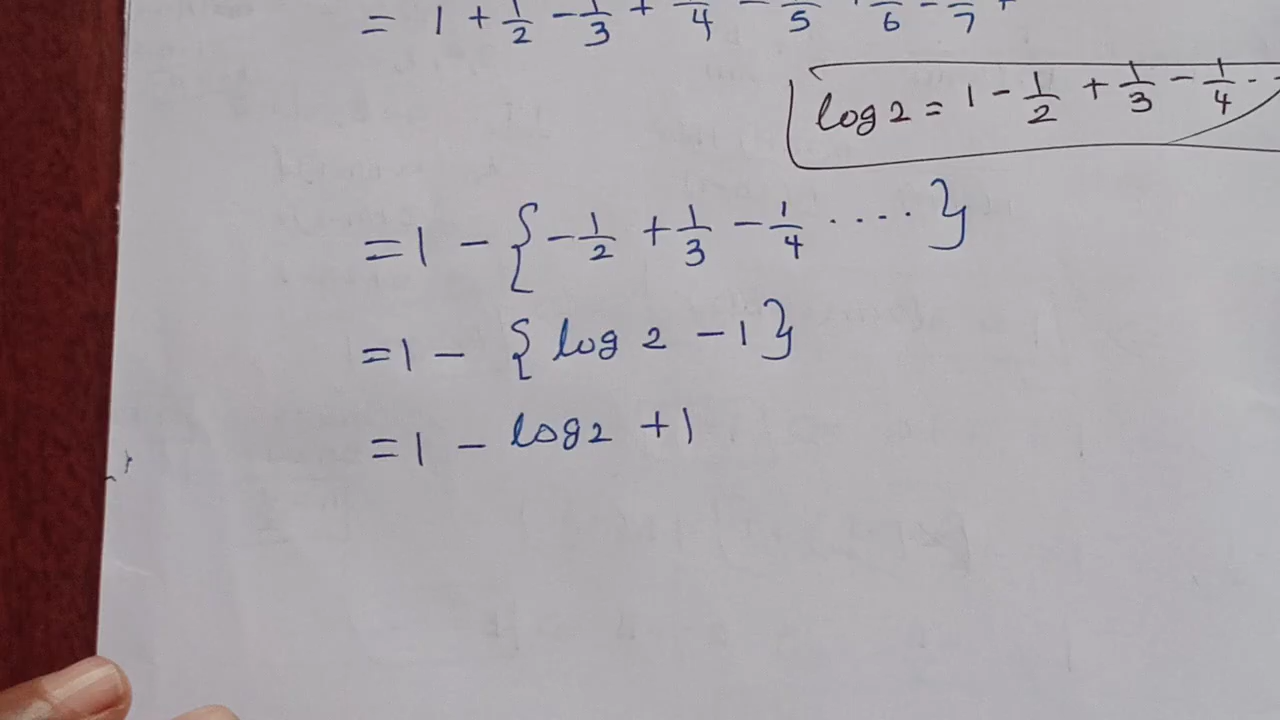 = 1 + 1/2 - 1/3 + 1/4 - 1/5 + 1/6 - 1/7 +
log 2 = 1 - 1/2 + 1/3 - 1/4 ..
= 1 - { - 1/2 + 1/3 - 1/4 .... }
= 1 - { log 2 - 1 }
= 1 - log 2 + 1